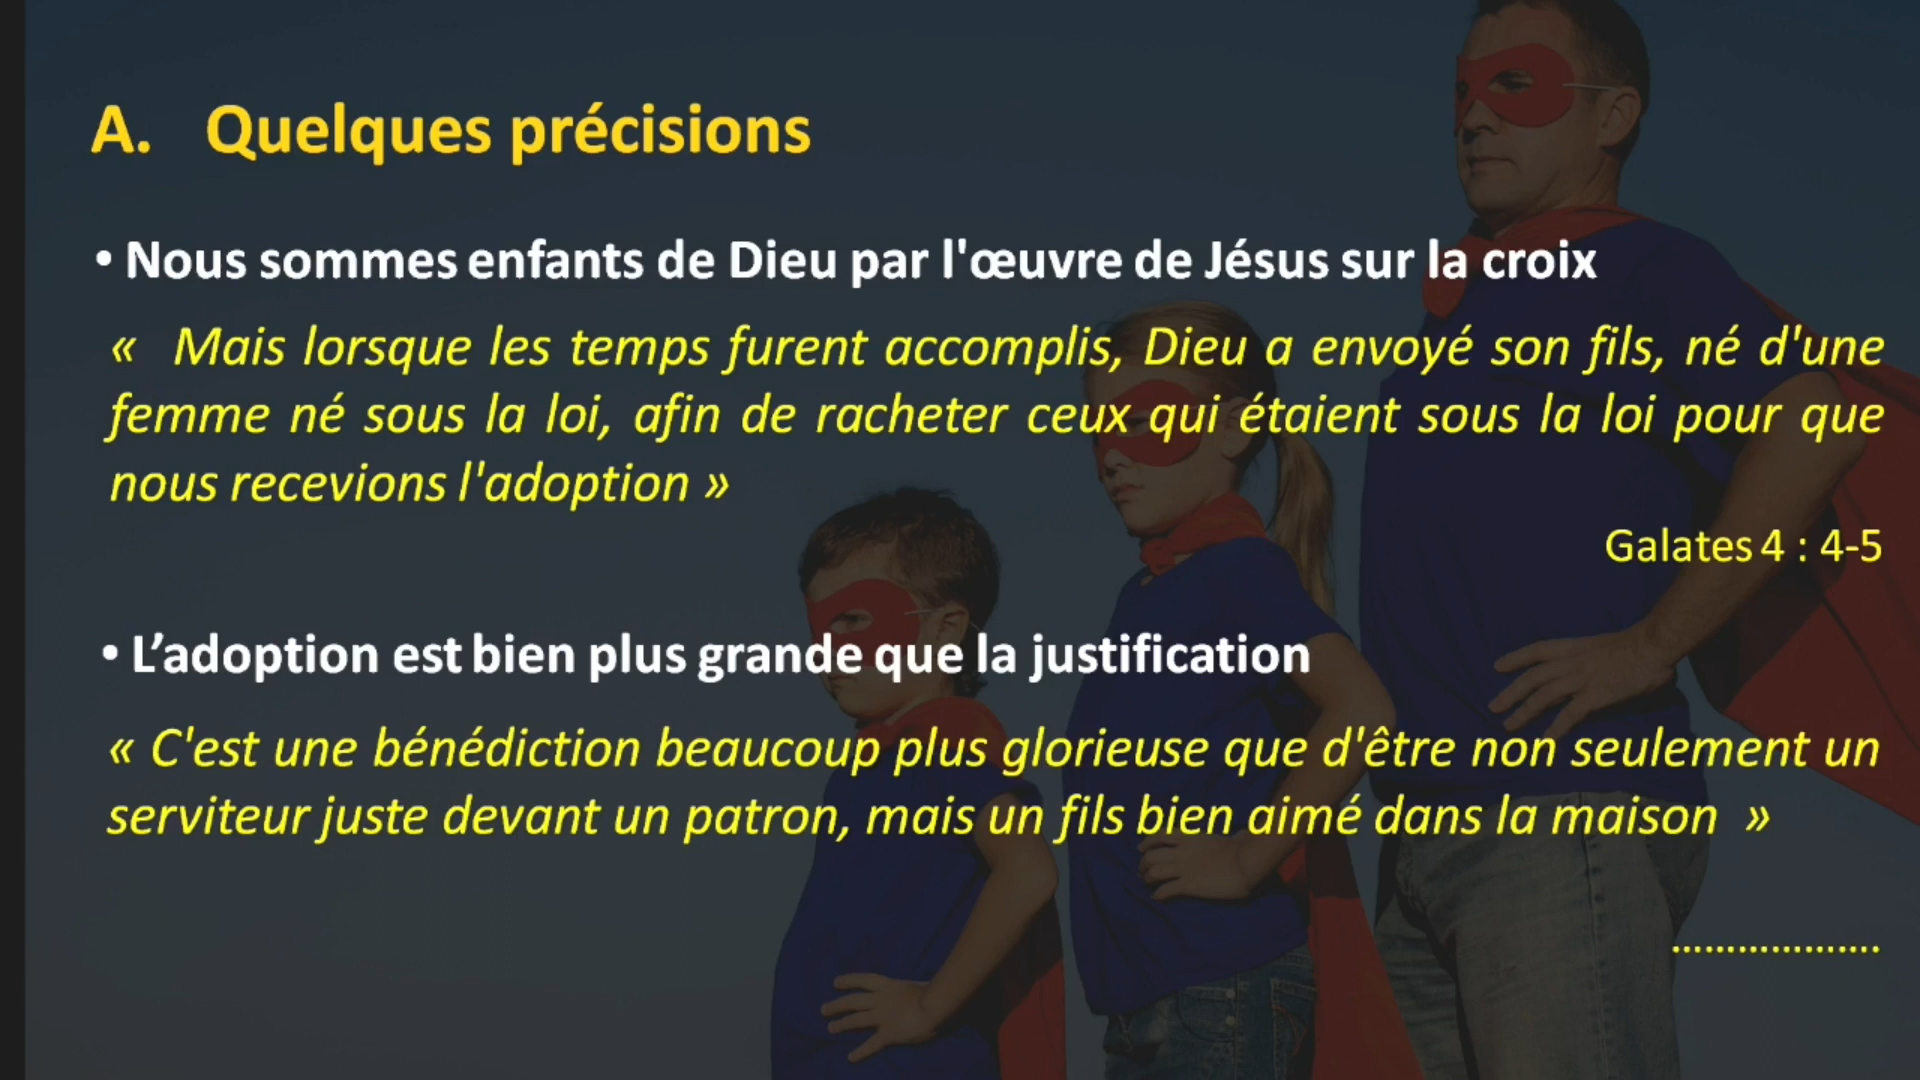 A. Quelques précisions
• Nous sommes enfants de Dieu par l'œuvre de Jésus sur la croix
« Mais lorsque les temps furent accomplis, Dieu a envoyé son fils, né d'une
femme né sous la loi, afin de racheter ceux qui étaient sous la loi pour que
nous recevions l'adoption »
Galates 4 : 4-5
• L’adoption est bien plus grande que la justification
« C'est une bénédiction beaucoup plus glorieuse que d'être non seulement un
serviteur juste devant un patron, mais un fils bien aimé dans la maison »
……………….